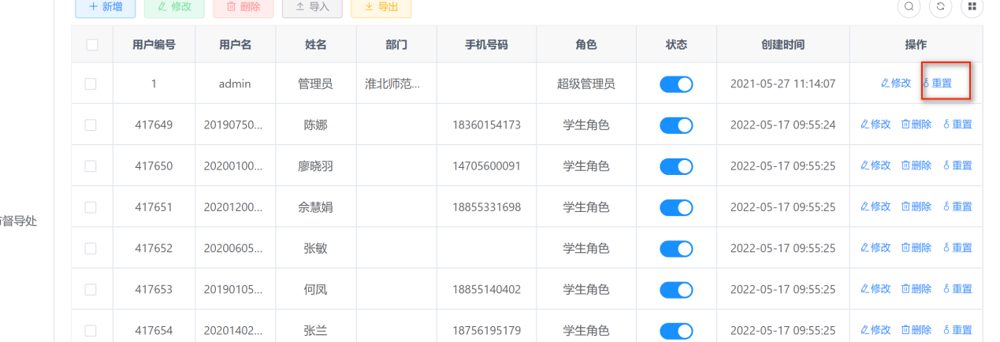 新增 修改 删除 导入 导出
用户编号 用户名 姓名 部门 手机号码 角色 状态 创建时间 操作
1 admin 管理员 淮北师范... 超级管理员 2021-05-27 11:14:07 修改 重置
417649 20190750... 陈娜 18360154173 学生角色 2022-05-17 09:55:24 修改 删除 重置
417650 20200100... 廖晓羽 14705600091 学生角色 2022-05-17 09:55:25 修改 删除 重置
417651 20201200... 佘慧娟 18855331698 学生角色 2022-05-17 09:55:25 修改 删除 重置
督导处
417652 20200605... 张敏 学生角色 2022-05-17 09:55:25 修改 删除 重置
417653 20190105... 何凤 18855140402 学生角色 2022-05-17 09:55:25 修改 删除 重置
417654 20201402... 张兰 18756195179 学生角色 2022-05-17 09:55:25 修改 删除 重置